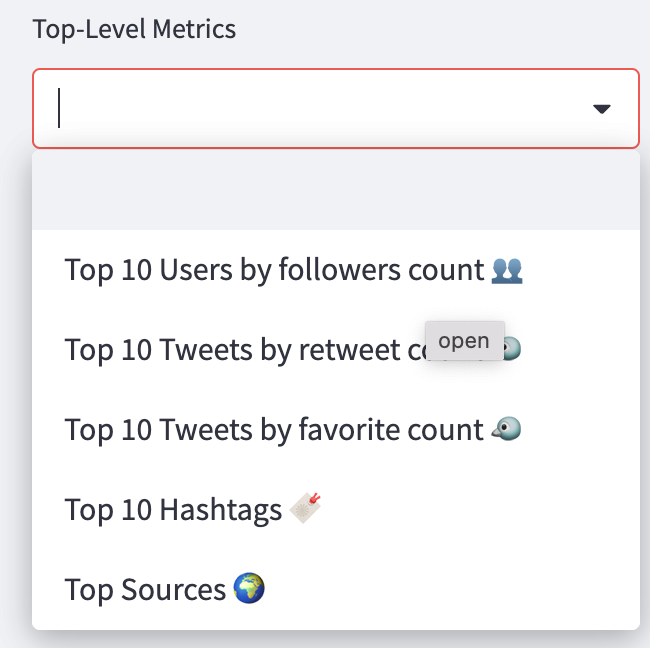 Top-Level Metrics
Top 10 Users by followers count 👥
Top 10 Tweets by retweet
open
Top 10 Tweets by favorite count 🐦
Top 10 Hashtags 🏷️
Top Sources 🌍